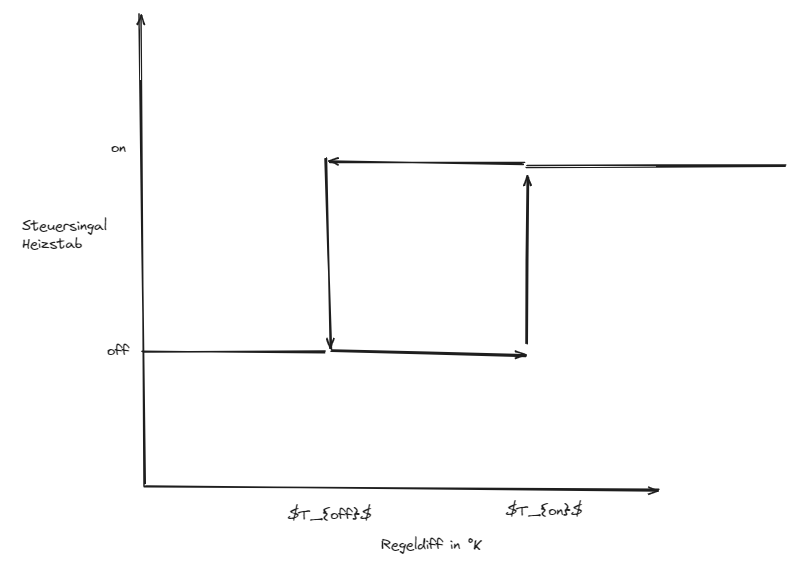 on
Steuersingal
Heizstab
off
$T_{off}$
$T_{on}$
Regeldiff in °K